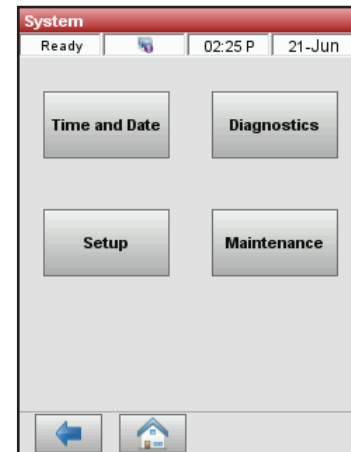 System
Ready 02:25 P 21-Jun
Time and Date Diagnostics
Setup Maintenance